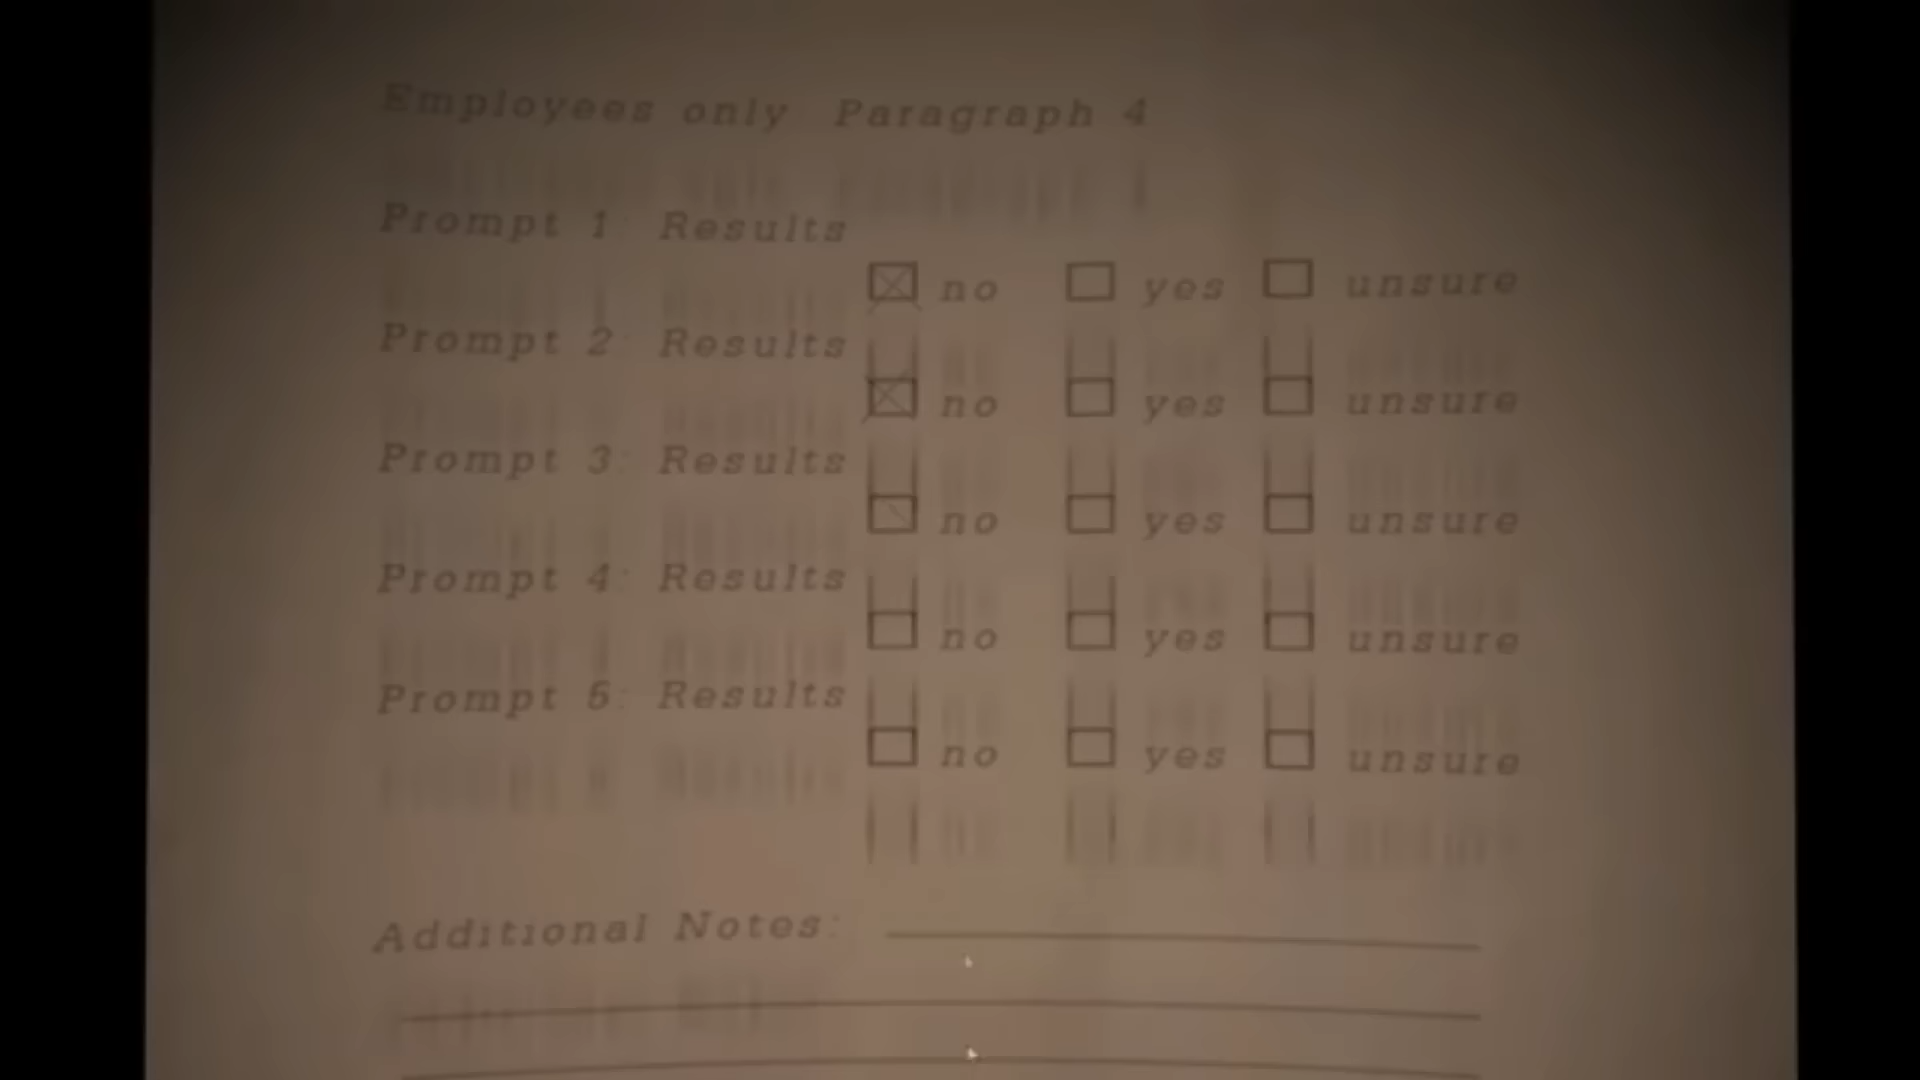 Employees only Paragraph 4
Prompt 1: Results
no yes unsure
Prompt 2: Results
no yes unsure
Prompt 3: Results
no yes unsure
Prompt 4: Results
no yes unsure
Prompt 5: Results
no yes unsure
Additional Notes: